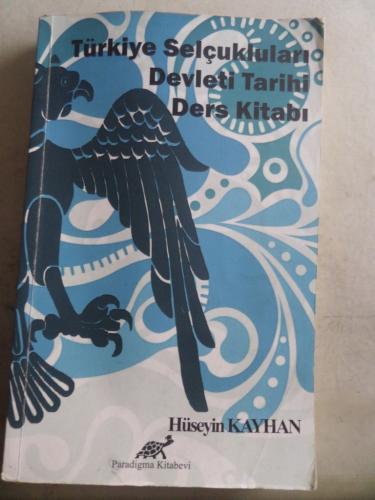 Türkiye Selçukluları
Devleti Tarihi
Ders Kitabı
Hüseyin KAYHAN
Paradigma Kitabevi